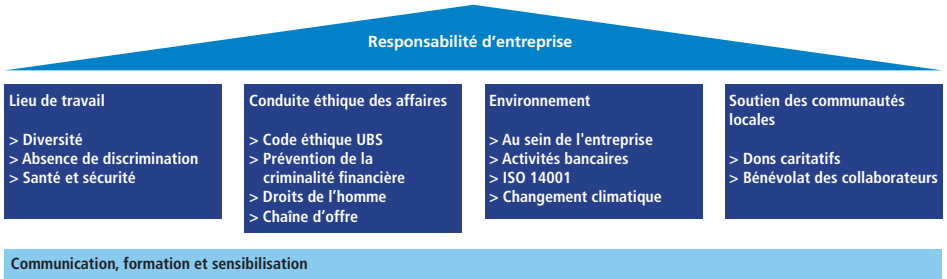 Responsabilité d’entreprise
Lieu de travail
> Diversité
> Absence de discrimination
> Santé et sécurité
Conduite éthique des affaires
> Code éthique UBS
> Prévention de la
criminalité financière
> Droits de l’homme
> Chaîne d’offre
Environnement
> Au sein de l'entreprise
> Activités bancaires
> ISO 14001
> Changement climatique
Soutien des communautés
locales
> Dons caritatifs
> Bénévolat des collaborateurs
Communication, formation et sensibilisation